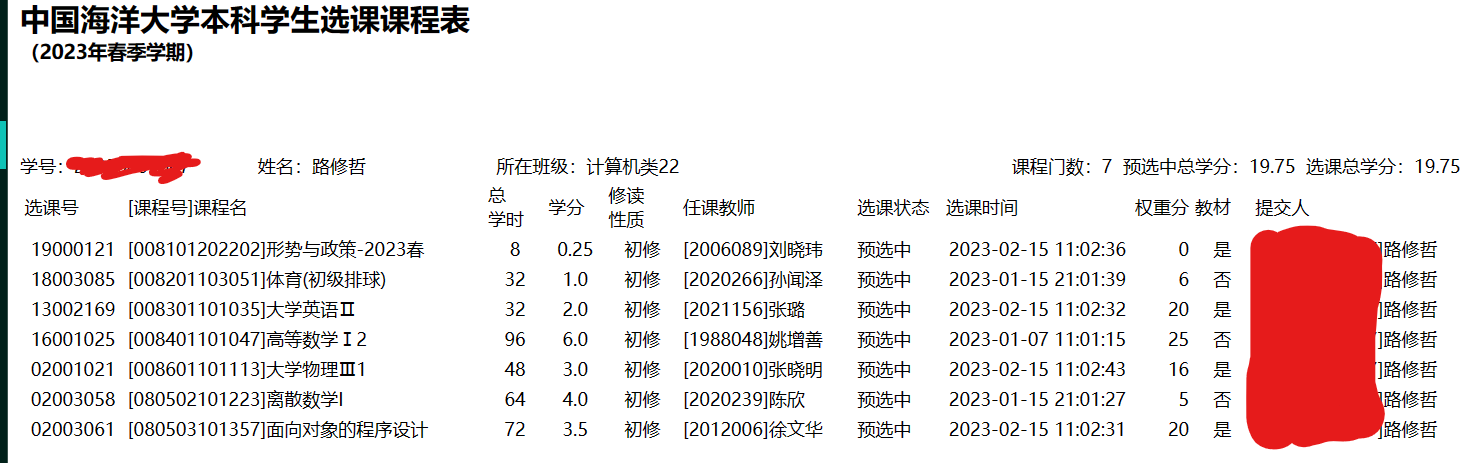 中国海洋大学本科学生选课课程表
（2023年春季学期）
学号： 姓名：路修哲 所在班级：计算机类22 课程门数：7 预选中总学分：19.75 选课总学分：19.75
选课号 [课程号]课程名 总学时 学分 修读性质 任课教师 选课状态 选课时间 权重分 教材 提交人
19000121 [008101202202]形势与政策-2023春 8 0.25 初修 [2006089]刘晓玮 预选中 2023-02-15 11:02:36 0 是 ]路修哲
18003085 [008201103051]体育(初级排球) 32 1.0 初修 [2020266]孙闻泽 预选中 2023-01-15 21:01:39 6 否 ]路修哲
13002169 [008301101035]大学英语Ⅱ 32 2.0 初修 [2021156]张璐 预选中 2023-02-15 11:02:32 20 是 ]路修哲
16001025 [008401101047]高等数学Ⅰ2 96 6.0 初修 [1988048]姚增善 预选中 2023-01-07 11:01:15 25 否 ]路修哲
02001021 [008601101113]大学物理Ⅲ1 48 3.0 初修 [2020010]张晓明 预选中 2023-02-15 11:02:43 16 是 ]路修哲
02003058 [080502101223]离散数学I 64 4.0 初修 [2020239]陈欣 预选中 2023-01-15 21:01:27 5 否 ]路修哲
02003061 [080503101357]面向对象的程序设计 72 3.5 初修 [2012006]徐文华 预选中 2023-02-15 11:02:31 20 是 ]路修哲